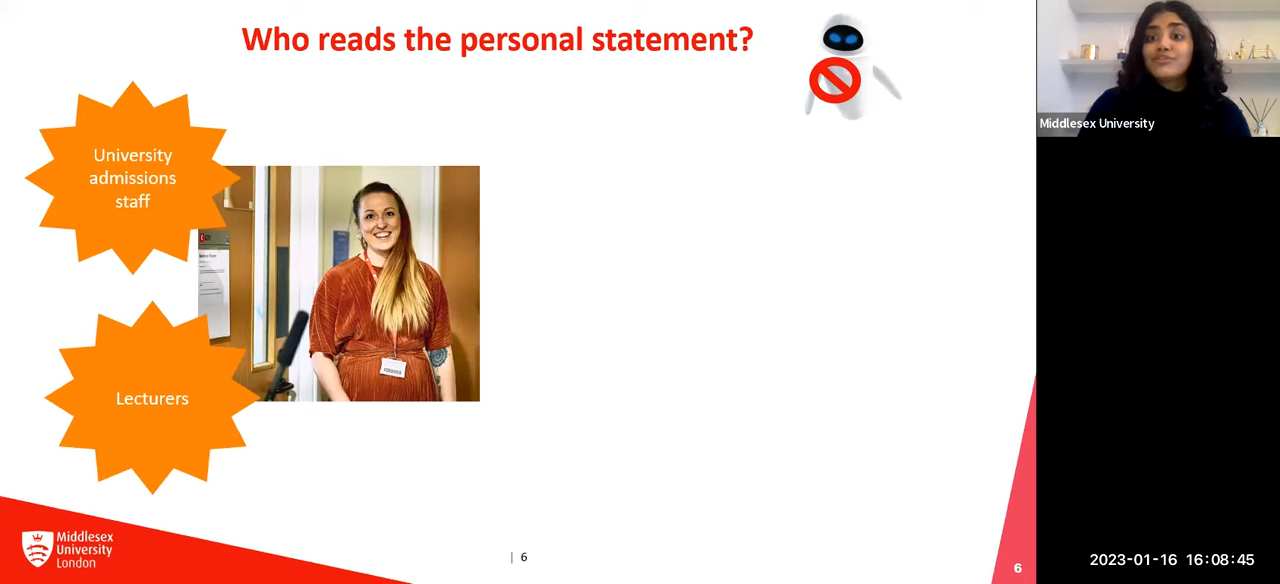 Who reads the personal statement?
University
admissions
staff
Lecturers
Middlesex University
Middlesex
University
London
| 6
6
2023-01-16 16:08:45